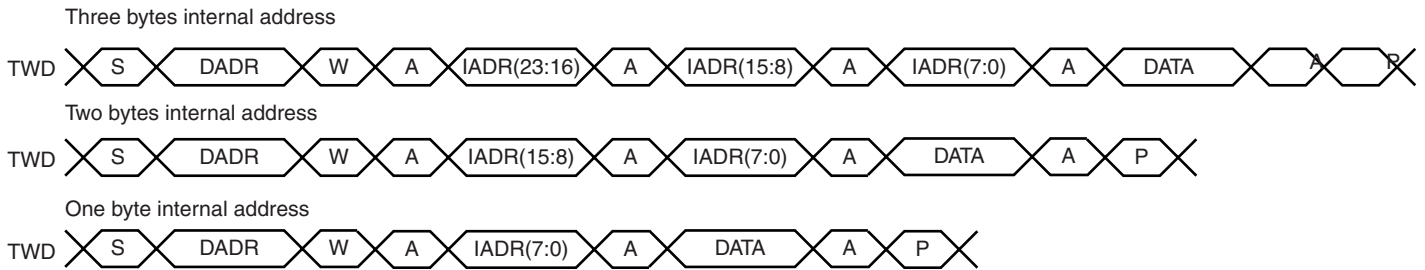 Three bytes internal address
TWD S DADR W A IADR(23:16) A IADR(15:8) A IADR(7:0) A DATA A P
Two bytes internal address
TWD S DADR W A IADR(15:8) A IADR(7:0) A DATA A P
One byte internal address
TWD S DADR W A IADR(7:0) A DATA A P